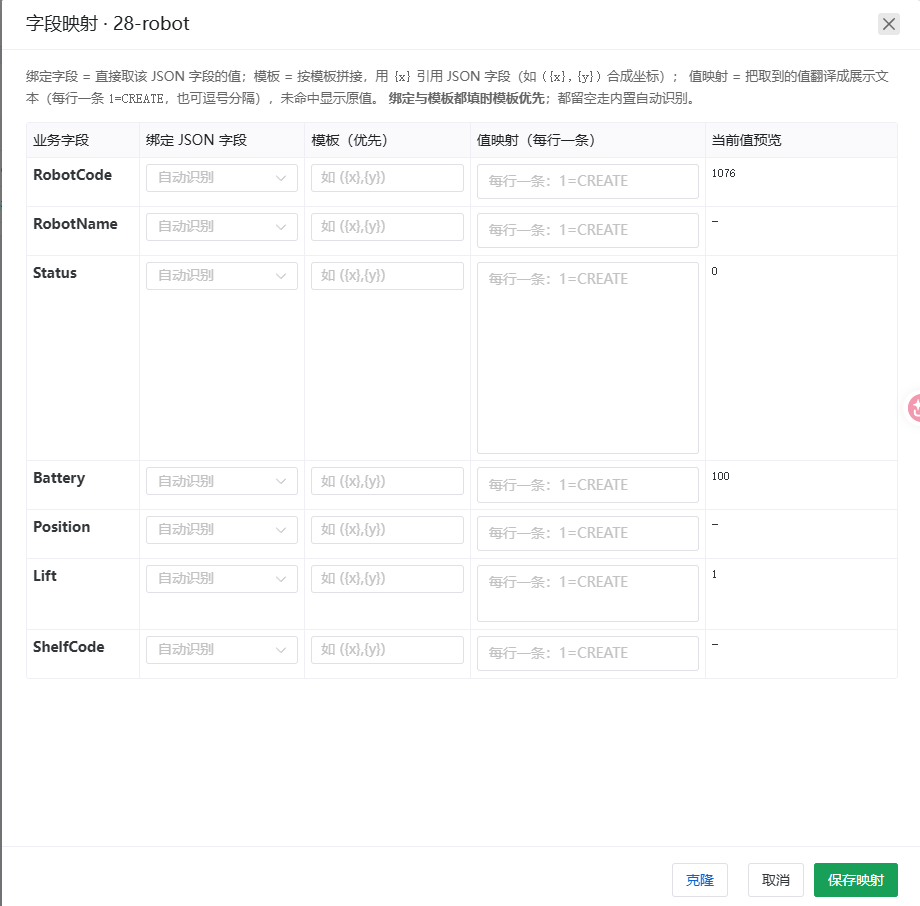 字段映射 · 28-robot
绑定字段 = 直接取该 JSON 字段的值；模板 = 按模板拼接，用 {x} 引用 JSON 字段（如 ({x},{y}) 合成坐标）； 值映射 = 把取到的值翻译成展示文
本（每行一条 1=CREATE，也可逗号分隔），未命中显示原值。 绑定与模板都填时模板优先；都留空走内置自动识别。
业务字段 绑定 JSON 字段 模板（优先） 值映射（每行一条） 当前值预览
RobotCode 自动识别 如 ({x},{y}) 每行一条：1=CREATE 1076
RobotName 自动识别 如 ({x},{y}) 每行一条：1=CREATE –
Status 自动识别 如 ({x},{y}) 每行一条：1=CREATE 0
Battery 自动识别 如 ({x},{y}) 每行一条：1=CREATE 100
Position 自动识别 如 ({x},{y}) 每行一条：1=CREATE –
Lift 自动识别 如 ({x},{y}) 每行一条：1=CREATE 1
ShelfCode 自动识别 如 ({x},{y}) 每行一条：1=CREATE –
克隆 取消 保存映射